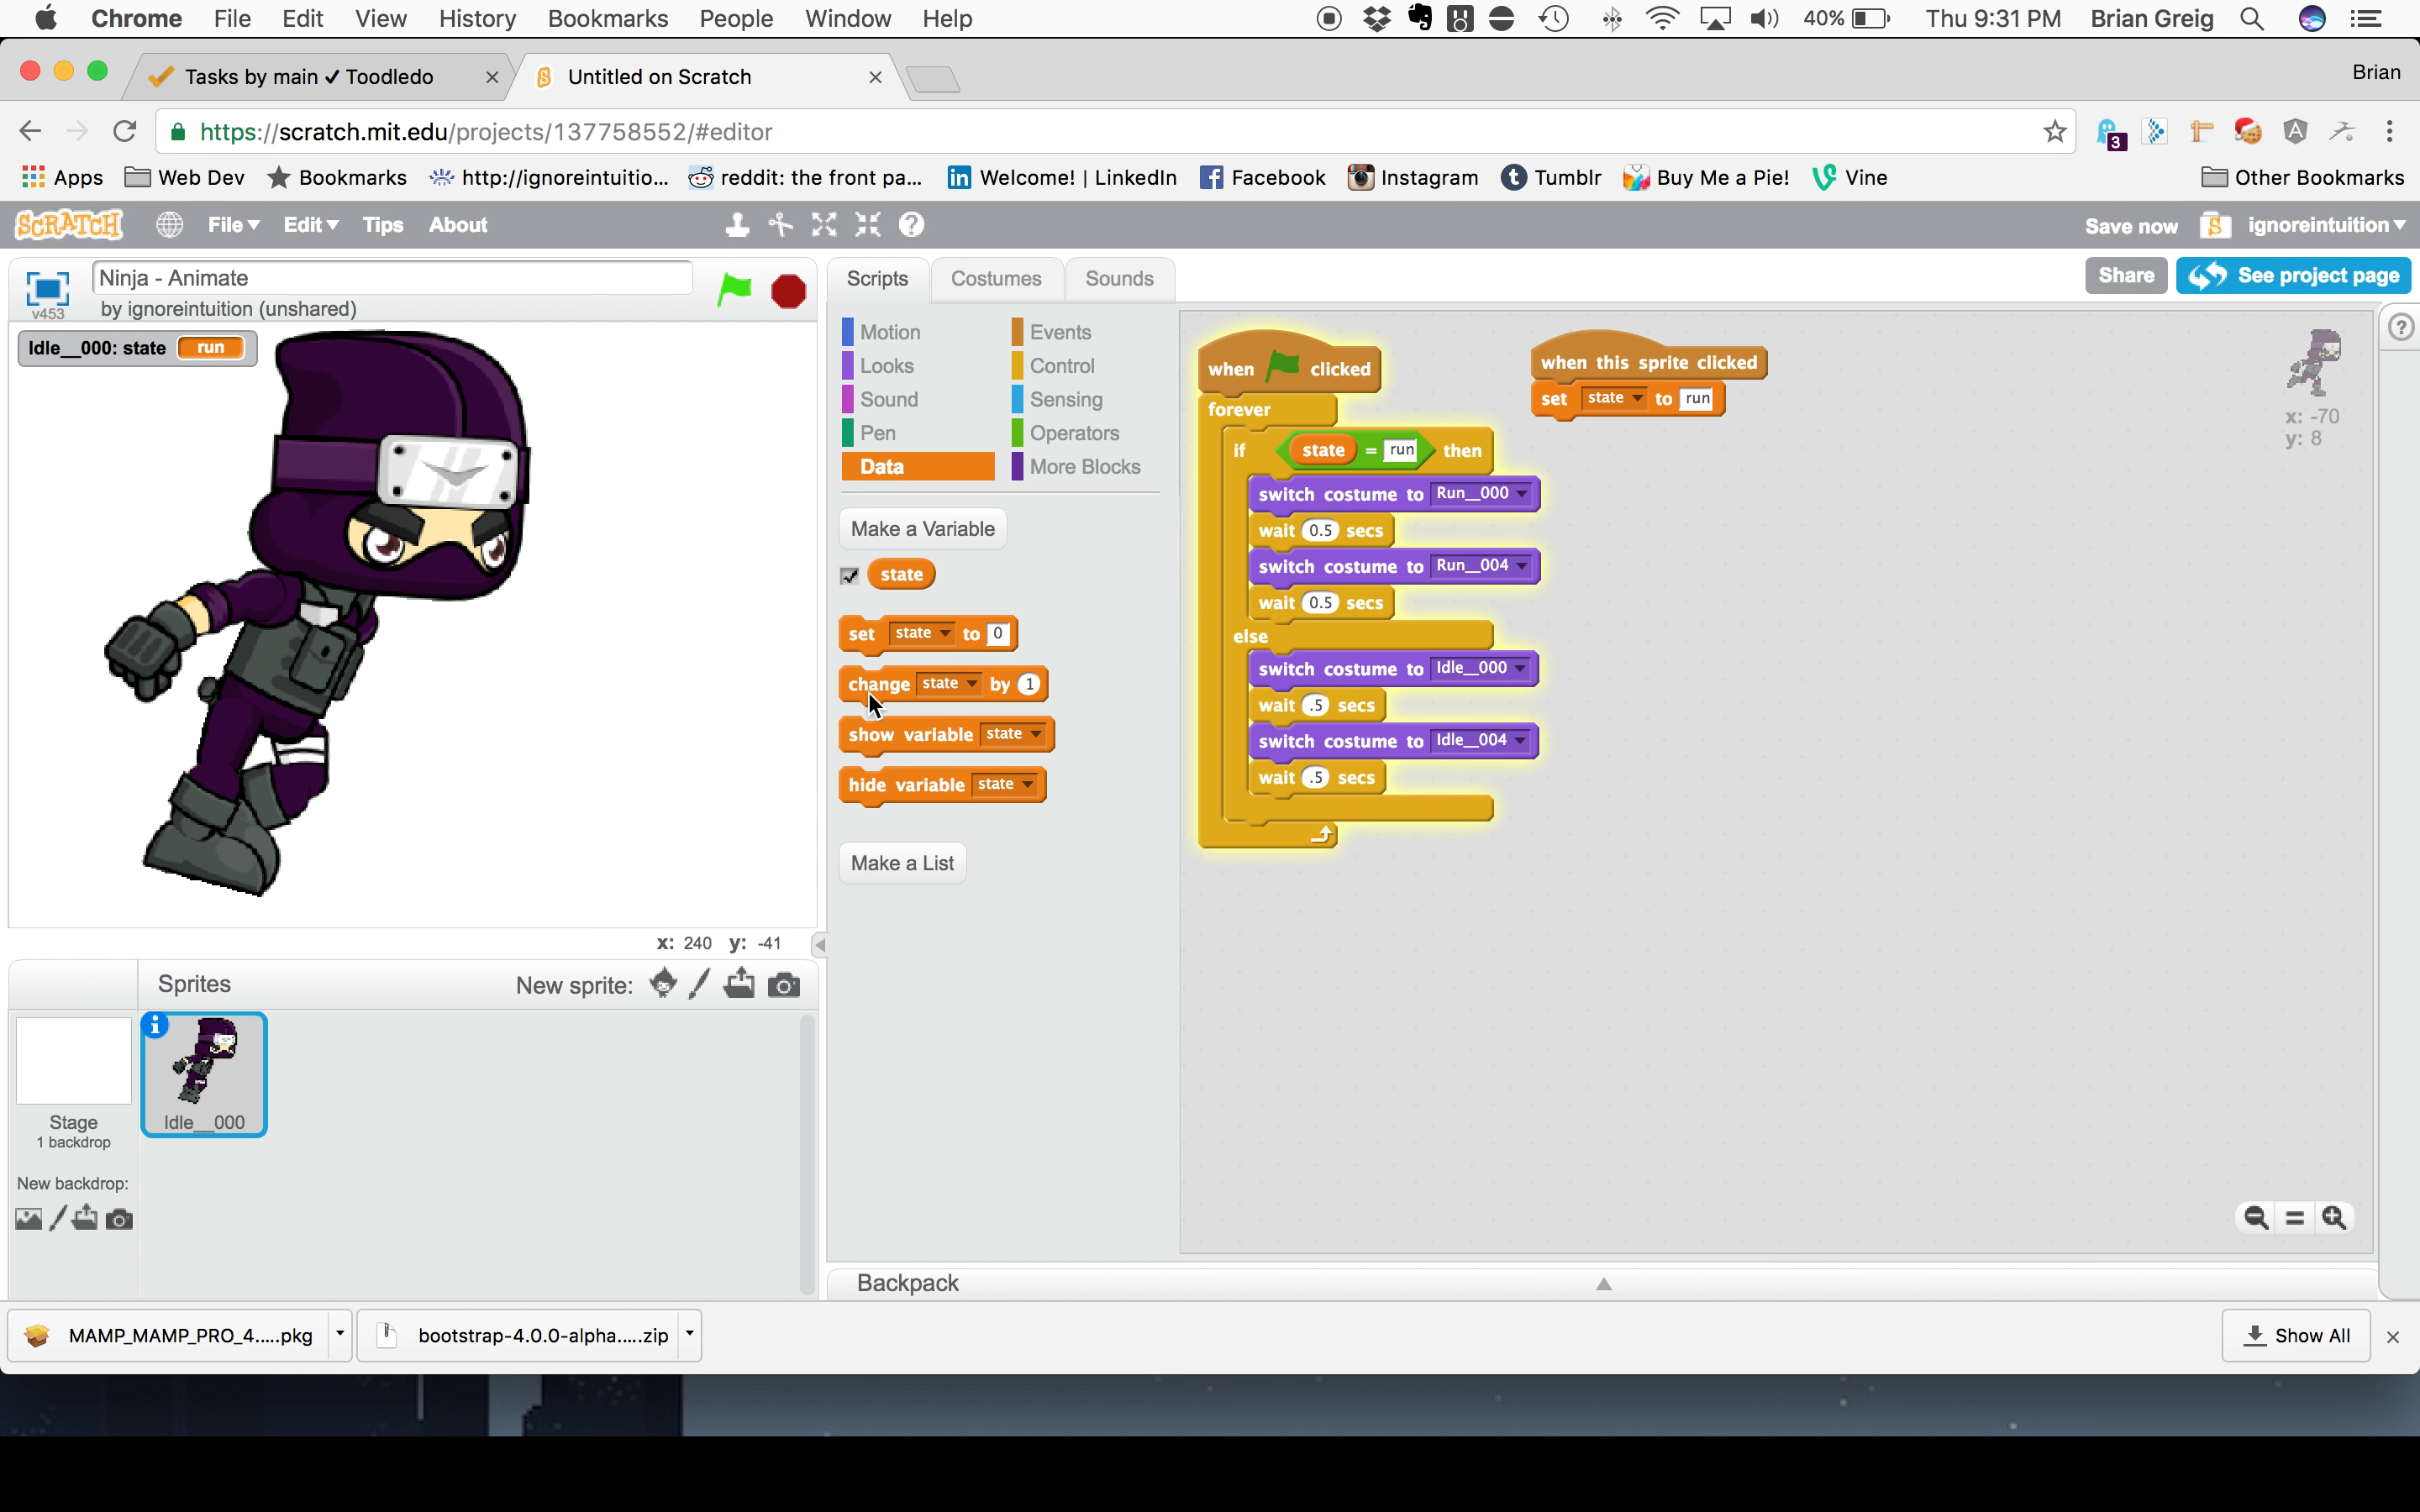 Chrome File Edit View History Bookmarks People Window Help 40% Thu 9:31 PM Brian Greig
Tasks by main ✓ Toodledo Untitled on Scratch Brian
https://scratch.mit.edu/projects/137758552/#editor 3
Apps Web Dev Bookmarks http://ignoreintuitio... reddit: the front pa... Welcome! | LinkedIn Facebook Instagram Tumblr Buy Me a Pie! Vine Other Bookmarks
SCRATCH File Edit Tips About Save now ignoreintuition
Ninja - Animate
v453
by ignoreintuition (unshared)
Scripts Costumes Sounds
Share See project page
Idle__000: state run
Motion Events
Looks Control
Sound Sensing
Pen Operators
Data More Blocks
Make a Variable
state
set state to 0
change state by 1
show variable state
hide variable state
Make a List
when clicked
forever
if state = run then
switch costume to Run__000
wait 0.5 secs
switch costume to Run__004
wait 0.5 secs
else
switch costume to Idle__000
wait .5 secs
switch costume to Idle__004
wait .5 secs
when this sprite clicked
set state to run
x: -70
y: 8
x: 240 y: -41
Sprites New sprite:
Stage
1 backdrop
New backdrop:
Idle__000
Backpack
MAMP_MAMP_PRO_4.....pkg bootstrap-4.0.0-alpha.....zip Show All